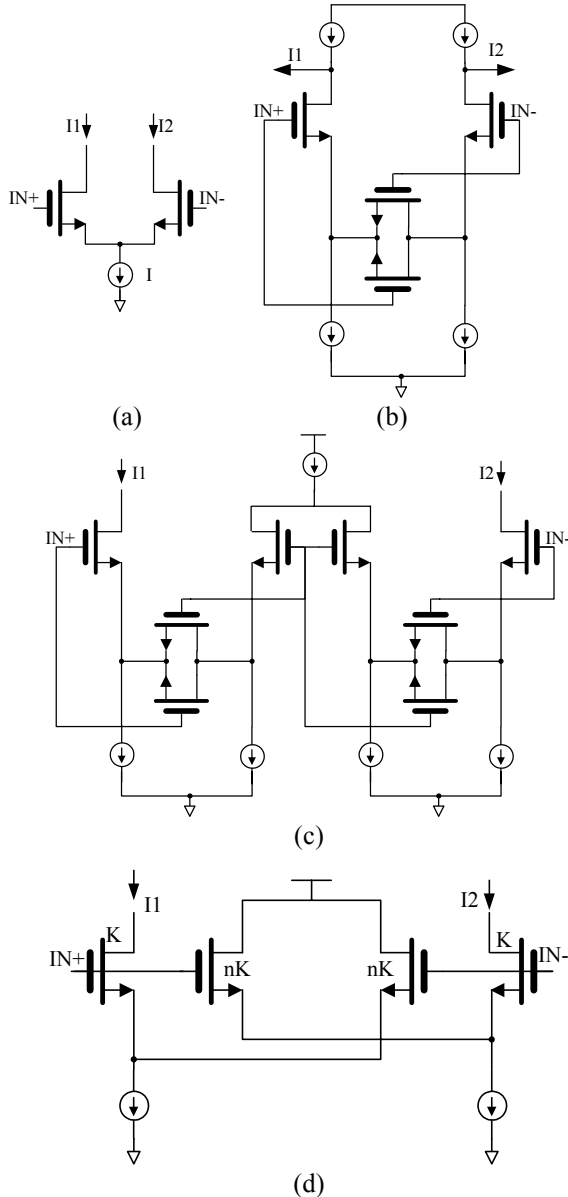 I1 I2
IN+ IN-
I
(a)
I1 I2
IN+ IN-
(b)
I1 I2
IN+ IN-
(c)
I1 I2
K K
IN+ nK nK IN-
(d)